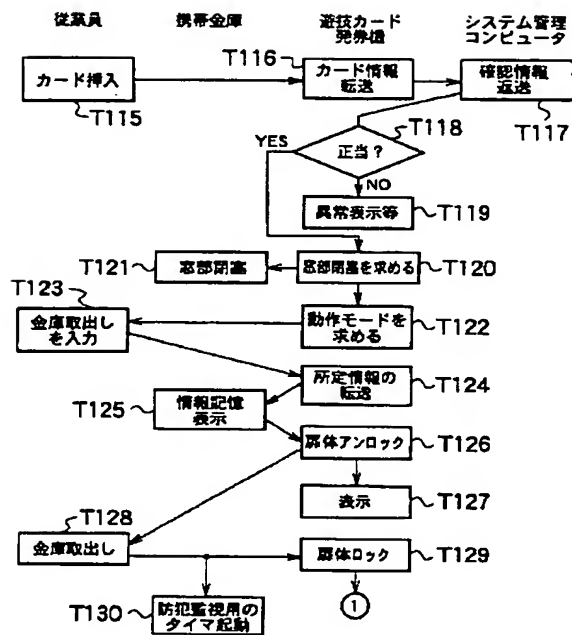 従業員
携帯金庫
遊技カード
発券機
システム管理
コンピュータ
カード挿入
T115
T116
カード情報
転送
確認情報
返送
T117
T118
正当？
YES
NO
異常表示等
T119
T121
窓部閉塞
窓部閉塞を求める
T120
T123
金庫取出し
を入力
動作モードを
求める
T122
所定情報の
転送
T124
T125
情報記憶
表示
扉体アンロック
T126
表示
T127
T128
金庫取出し
扉体ロック
T129
T130
防犯監視用の
タイマ起動
1